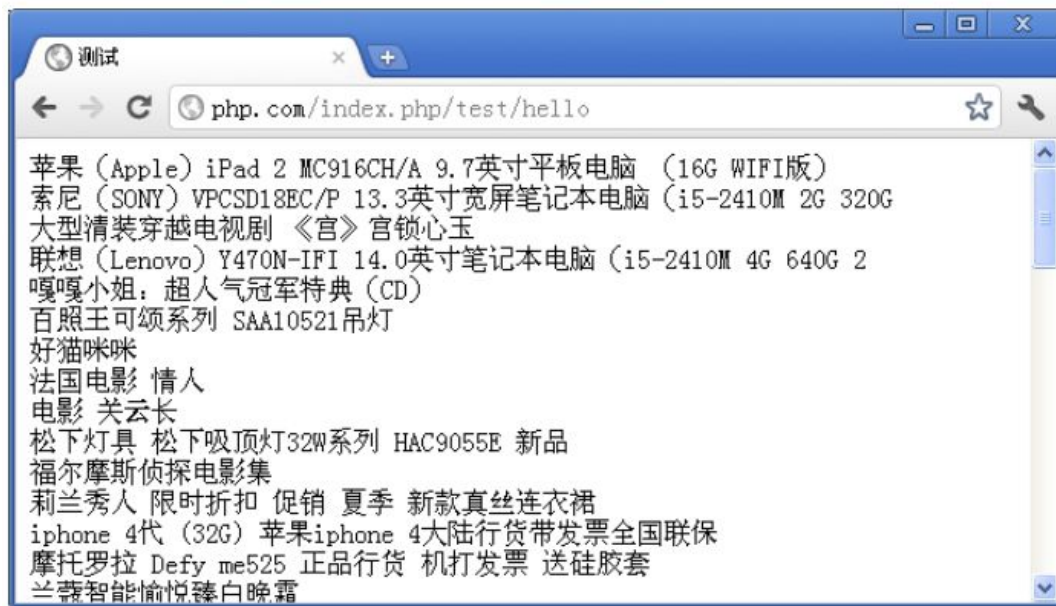 测试
php.com/index.php/test/hello
苹果（Apple）iPad 2 MC916CH/A 9.7英寸平板电脑 （16G WIFI版）
索尼（SONY）VPCSD18EC/P 13.3英寸宽屏笔记本电脑（i5-2410M 2G 320G
大型清装穿越电视剧 《宫》宫锁心玉
联想（Lenovo）Y470N-IFI 14.0英寸笔记本电脑（i5-2410M 4G 640G 2
嘎嘎小姐：超人气冠军特典（CD）
百照王可颂系列 SAA10521吊灯
好猫咪咪
法国电影 情人
电影 关云长
松下灯具 松下吸顶灯32W系列 HAC9055E 新品
福尔摩斯侦探电影集
莉兰秀人 限时折扣 促销 夏季 新款真丝连衣裙
iphone 4代（32G）苹果iphone 4大陆行货带发票全国联保
摩托罗拉 Defy me525 正品行货 机打发票 送硅胶套
兰蔻智能愉悦臻白晚霜